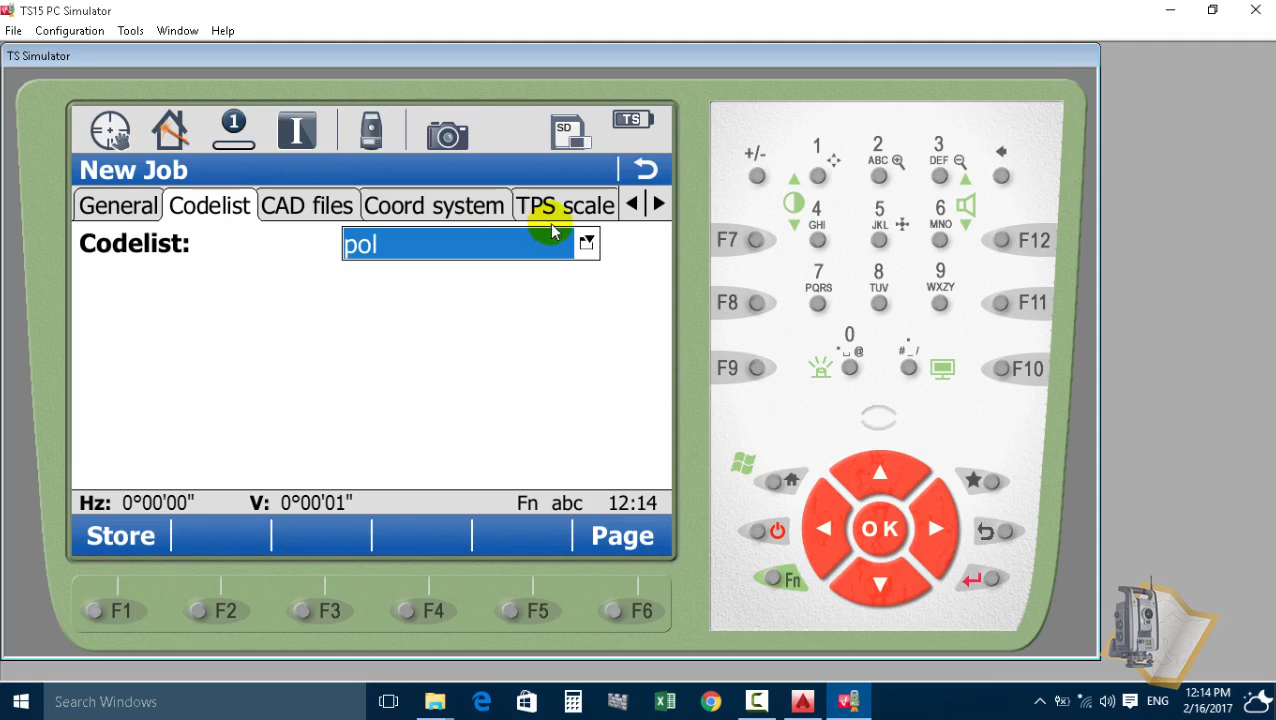 TS15 PC Simulator
File Configuration Tools Window Help
TS Simulator
1 I SD TS
New Job
General Codelist CAD files Coord system TPS scale
Codelist: pol
Hz: 0°00'00" V: 0°00'01" Fn abc 12:14
Store Page
F1 F2 F3 F4 F5 F6
+/- 1 2 ABC 3 DEF
F7 4 GHI 5 JKL 6 MNO F12
F8 7 PQRS 8 TUV 9 WXZY F11
F9 0 *␣@ . #_/ F10
OK
Fn
Search Windows
ENG
12:14 PM
2/16/2017